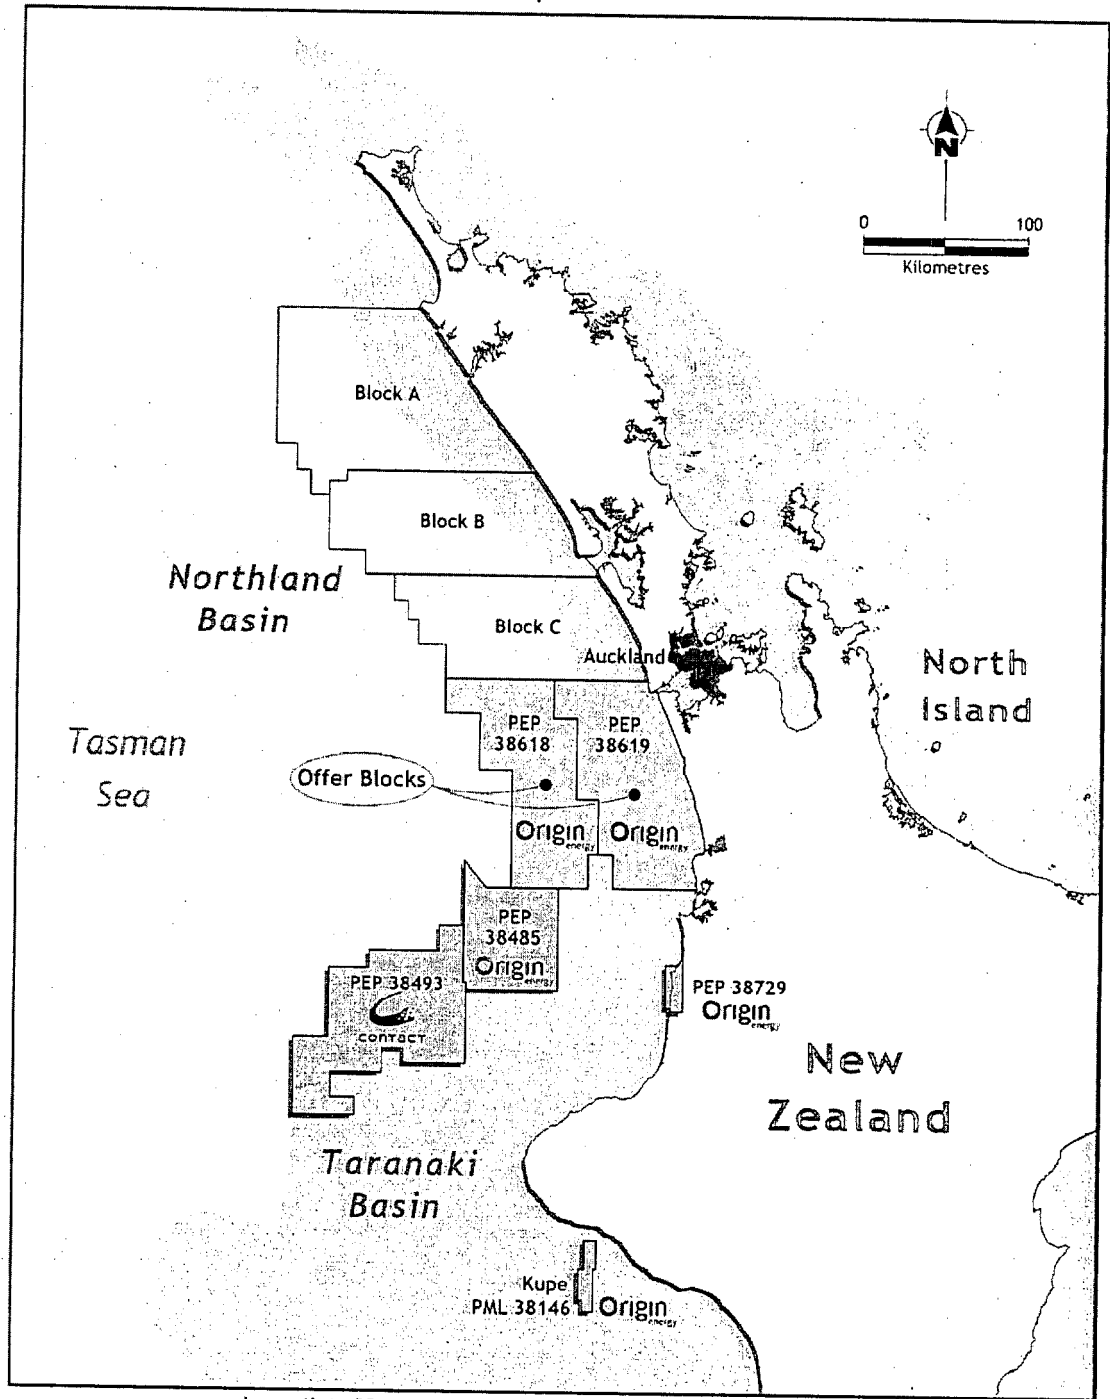 N
0 100
Kilometres
Block A
Block B
Northland
Basin
Block C
Auckland
North
Island
Tasman
Sea
PEP
38618
PEP
38619
Offer Blocks
Origin
energy
Origin
energy
PEP
38485
Origin
energy
PEP 38493
contact
PEP 38729
Origin
energy
New
Zealand
Taranaki
Basin
Kupe
PML 38146
Origin
energy